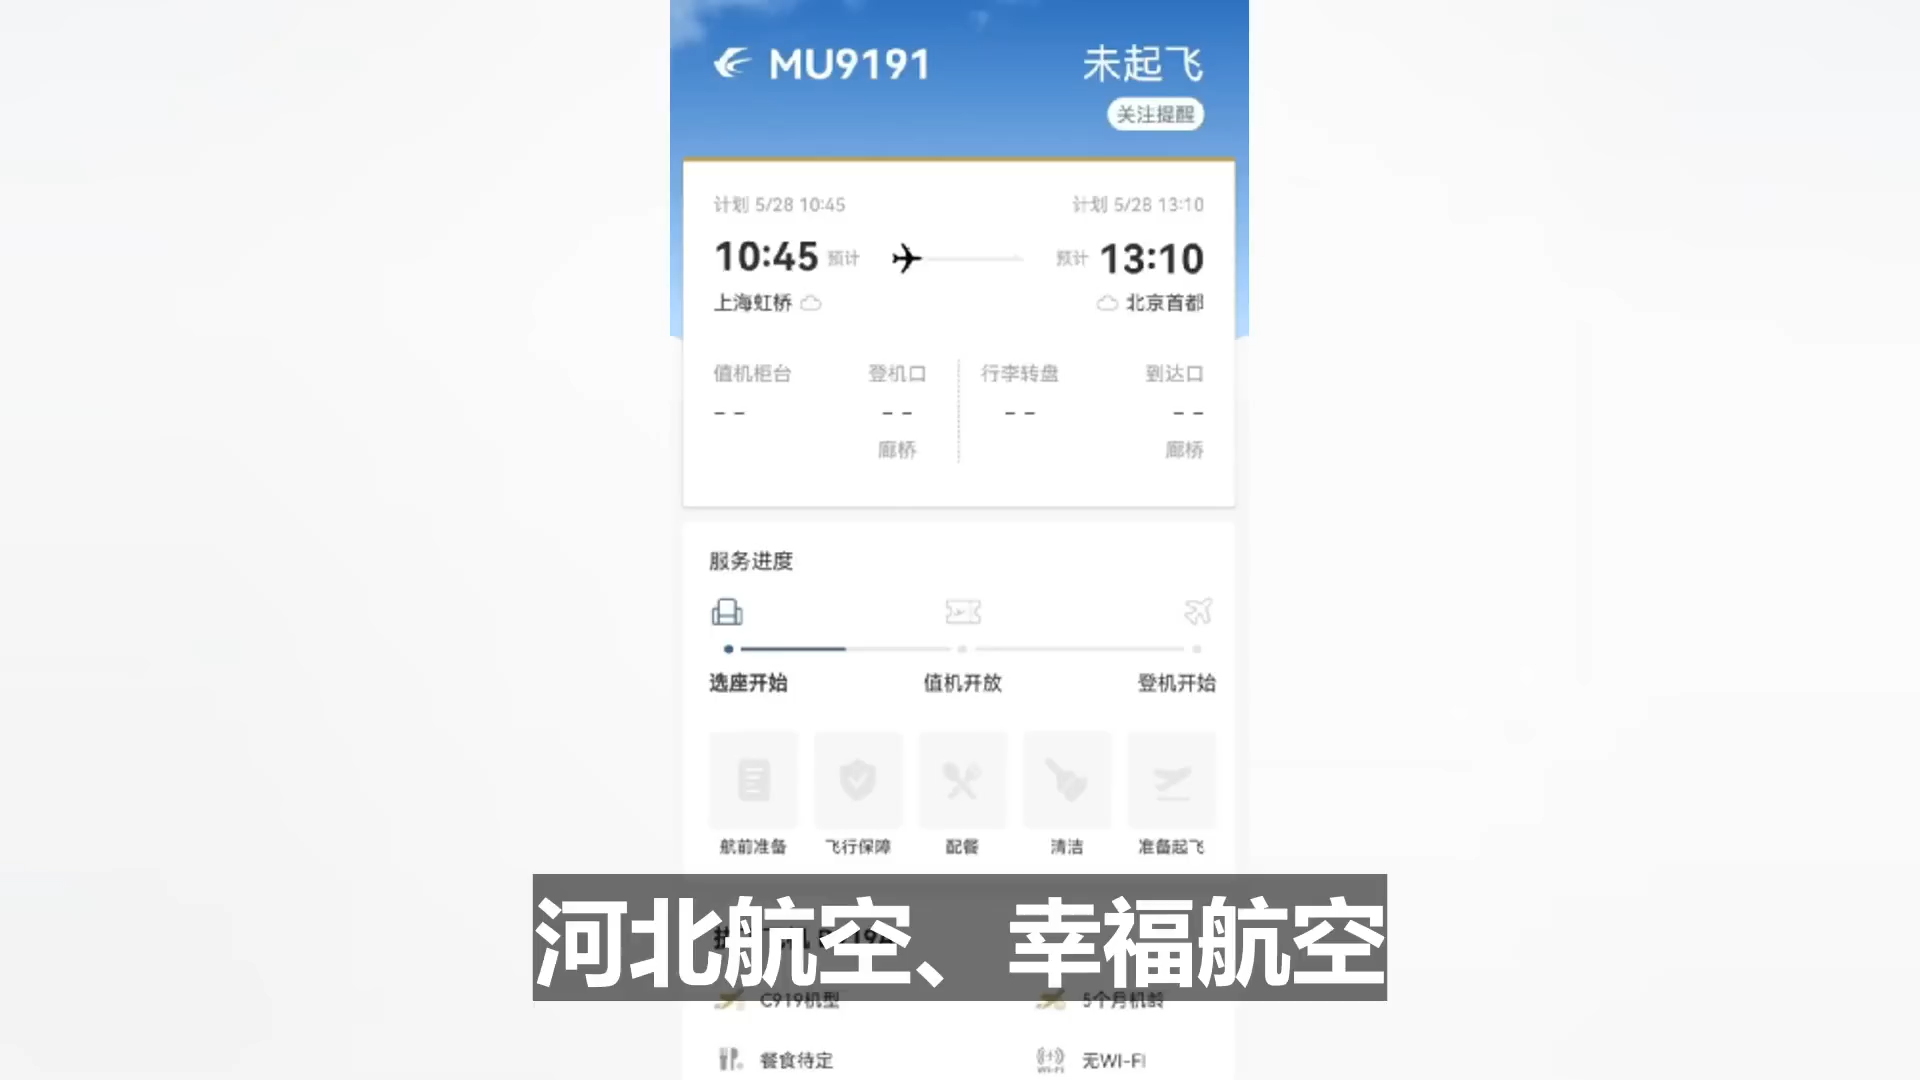 MU9191
未起飞
关注提醒
计划 5/28 10:45
计划 5/28 13:10
10:45 预计
预计 13:10
上海虹桥
北京首都
值机柜台 登机口 行李转盘 到达口
-- -- -- --
廊桥 廊桥
服务进度
选座开始 值机开放 登机开始
航前准备 飞行保障 配餐 清洁 准备起飞
河北航空、幸福航空
C919机型 5个月机龄
餐食待定 无WI-FI